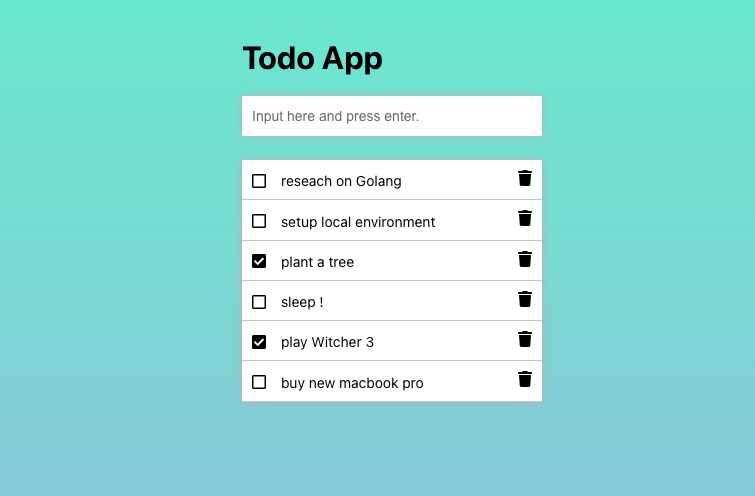 Todo App
Input here and press enter.
reseach on Golang
setup local environment
plant a tree
sleep !
play Witcher 3
buy new macbook pro